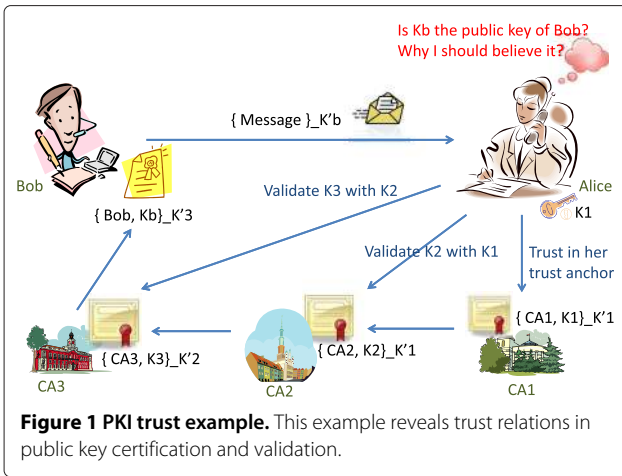 Is Kb the public key of Bob?
Why I should believe it?
{ Message }_K’b
Bob
Alice
{ Bob, Kb}_K’3
Validate K3 with K2
K1
Validate K2 with K1
Trust in her
trust anchor
{ CA1, K1}_K’1
{ CA3, K3}_K’2
{ CA2, K2}_K’1
CA3
CA2
CA1
Figure 1 PKI trust example. This example reveals trust relations in
public key certification and validation.